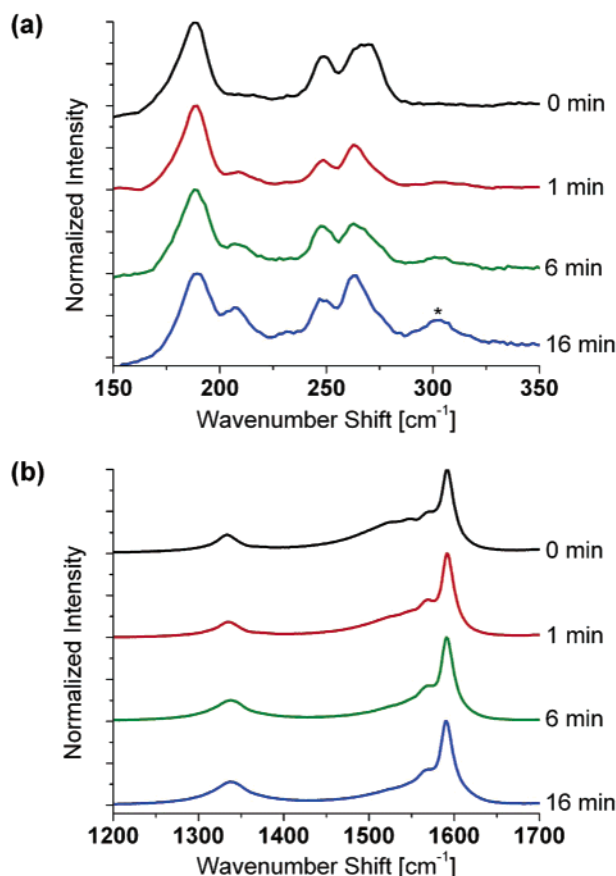 (a)
Normalized Intensity
0 min
1 min
6 min
*
16 min
150 200 250 300 350
Wavenumber Shift [cm⁻¹]
(b)
Normalized Intensity
0 min
1 min
6 min
16 min
1200 1300 1400 1500 1600 1700
Wavenumber Shift [cm⁻¹]